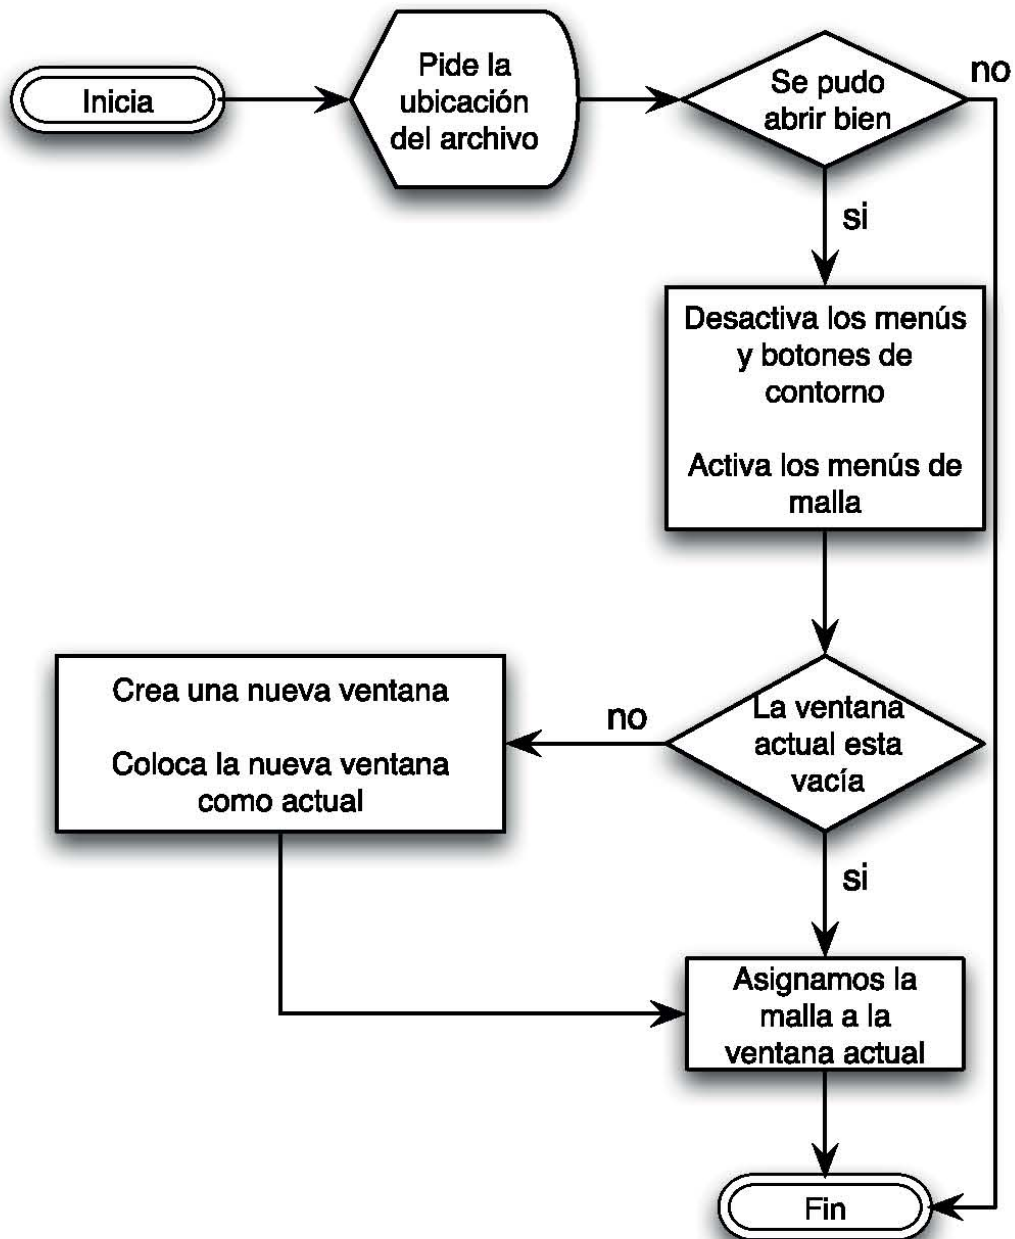 Inicia
Pide la
ubicación
del archivo
Se pudo
abrir bien
no
si
Desactiva los menús
y botones de
contorno
Activa los menús de
malla
La ventana
actual esta
vacía
no
Crea una nueva ventana
Coloca la nueva ventana
como actual
si
Asignamos la
malla a la
ventana actual
Fin